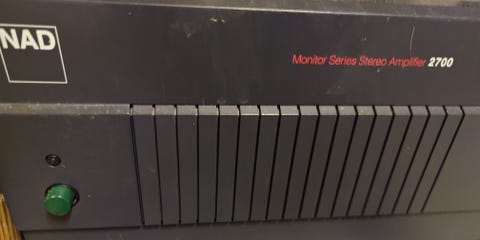 NAD
Monitor Series Stereo Amplifier 2700